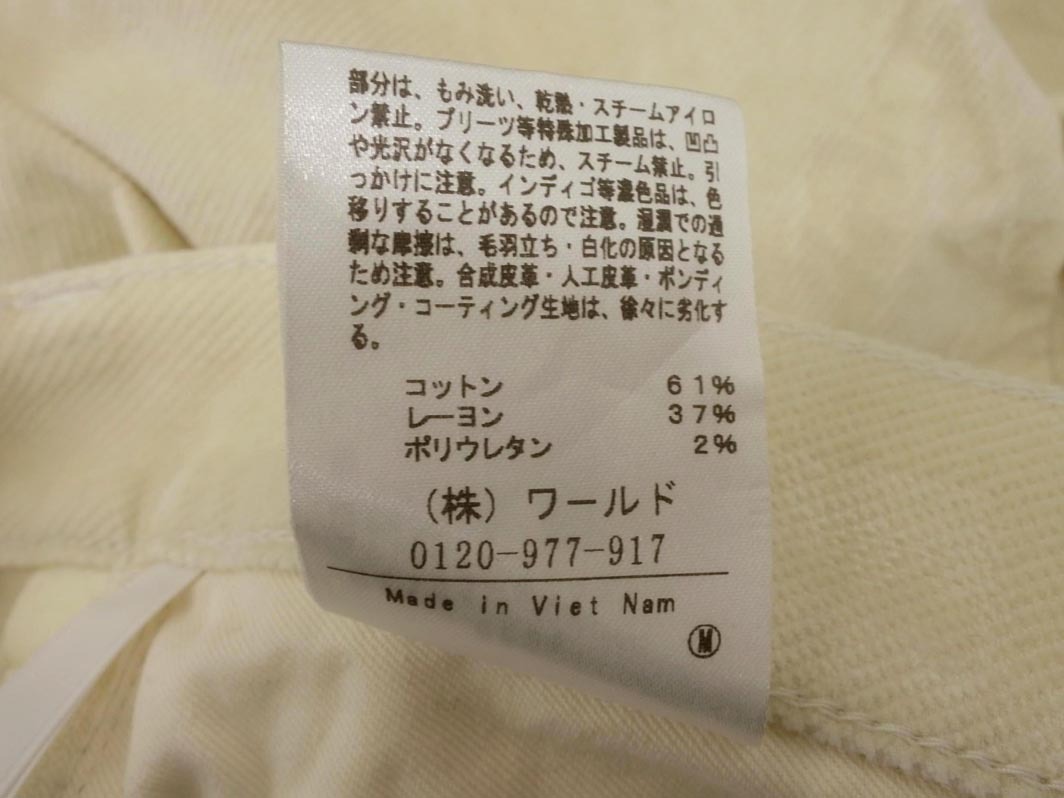 部分は、もみ洗い、乾熱・スチームアイロ
ン禁止。プリーツ等特殊加工製品は、凹凸
や光沢がなくなるため、スチーム禁止。引
っかけに注意。インディゴ等濃色品は、色
移りすることがあるので注意。湿潤での過
剰な摩擦は、毛羽立ち・白化の原因となる
ため注意。合成皮革・人工皮革・ボンディ
ング・コーティング生地は、徐々に劣化す
る。
コットン 61%
レーヨン 37%
ポリウレタン 2%
（株）ワールド
0120-977-917
Made in Viet Nam
Ⓜ